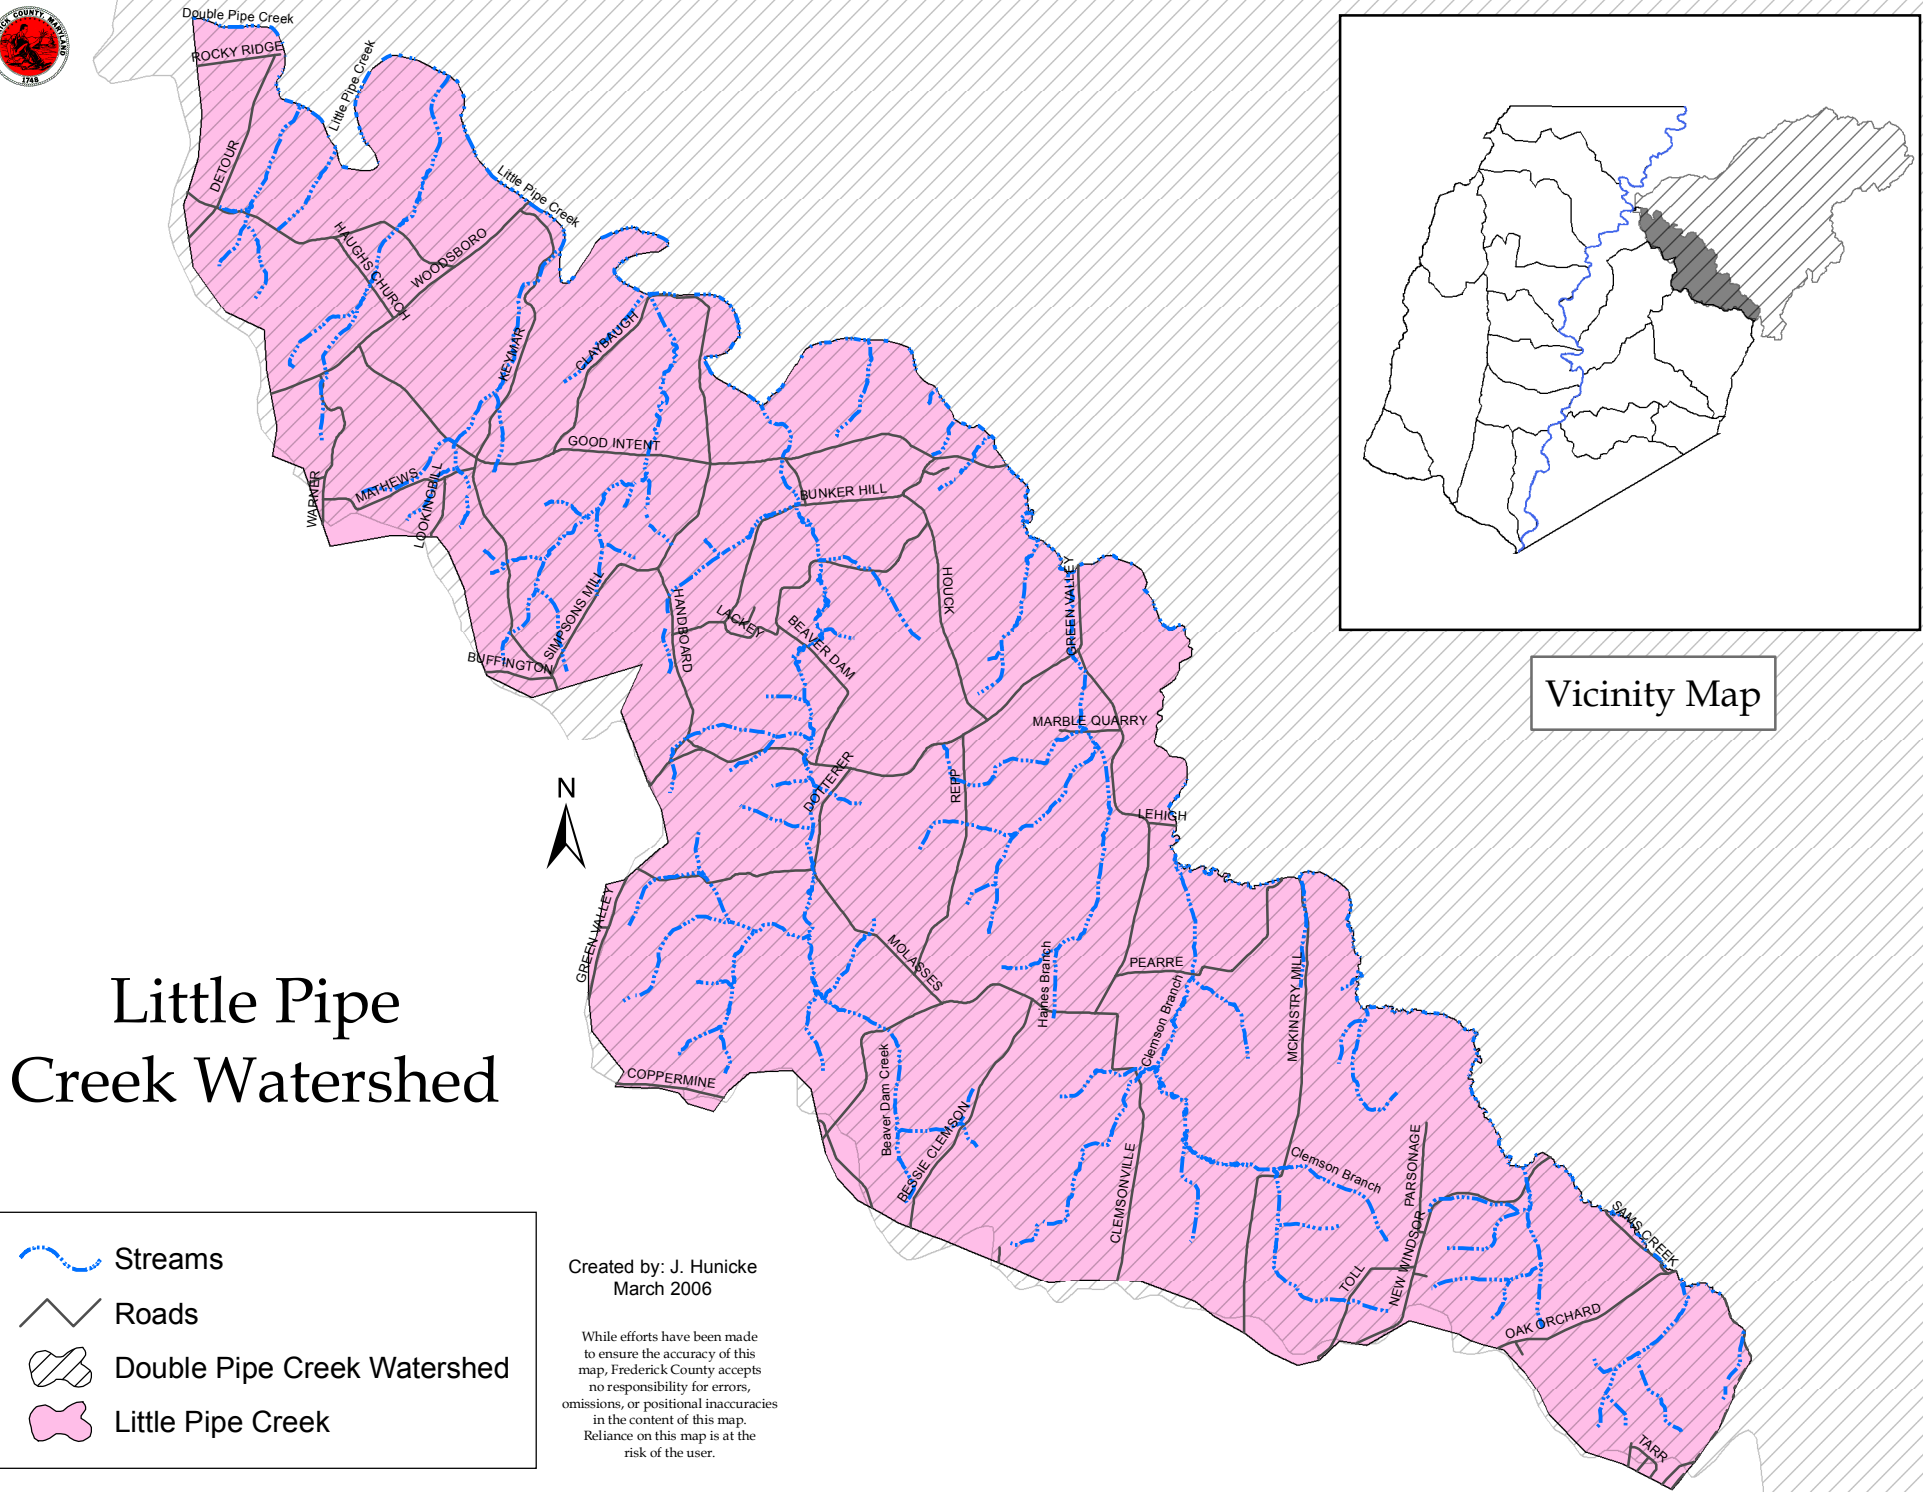 COUNTY, MARYLAND
1748
Double Pipe Creek
ROCKY RIDGE
Little Pipe Creek
DETOUR
Little Pipe Creek
HAUGHS CHURCH
WOODSBORO
KEYMAR
CLAYBAUGH
GOOD INTENT
WARNER
MATHEWS
LOOKINGBILL
BUNKER HILL
SIMPSONS MILL
BUFFINGTON
HANDBOARD
LACKEY
BEAVER DAM
HOUCK
GREEN VALLEY
MARBLE QUARRY
DOTTERER
REPP
LEHIGH
N
GREEN VALLEY
MOLASSES
Haines Branch
PEARRE
Clemson Branch
MCKINSTRY MILL
COPPERMINE
Beaver Dam Creek
BESSIE CLEMSON
CLEMSONVILLE
Clemson Branch
PARSONAGE
NEW WINDSOR
TOLL
SAMS CREEK
OAK ORCHARD
TARR
Vicinity Map
Little Pipe
Creek Watershed
Streams
Roads
Double Pipe Creek Watershed
Little Pipe Creek
Created by: J. Hunicke
March 2006
While efforts have been made
to ensure the accuracy of this
map, Frederick County accepts
no responsibility for errors,
omissions, or positional inaccuracies
in the content of this map.
Reliance on this map is at the
risk of the user.